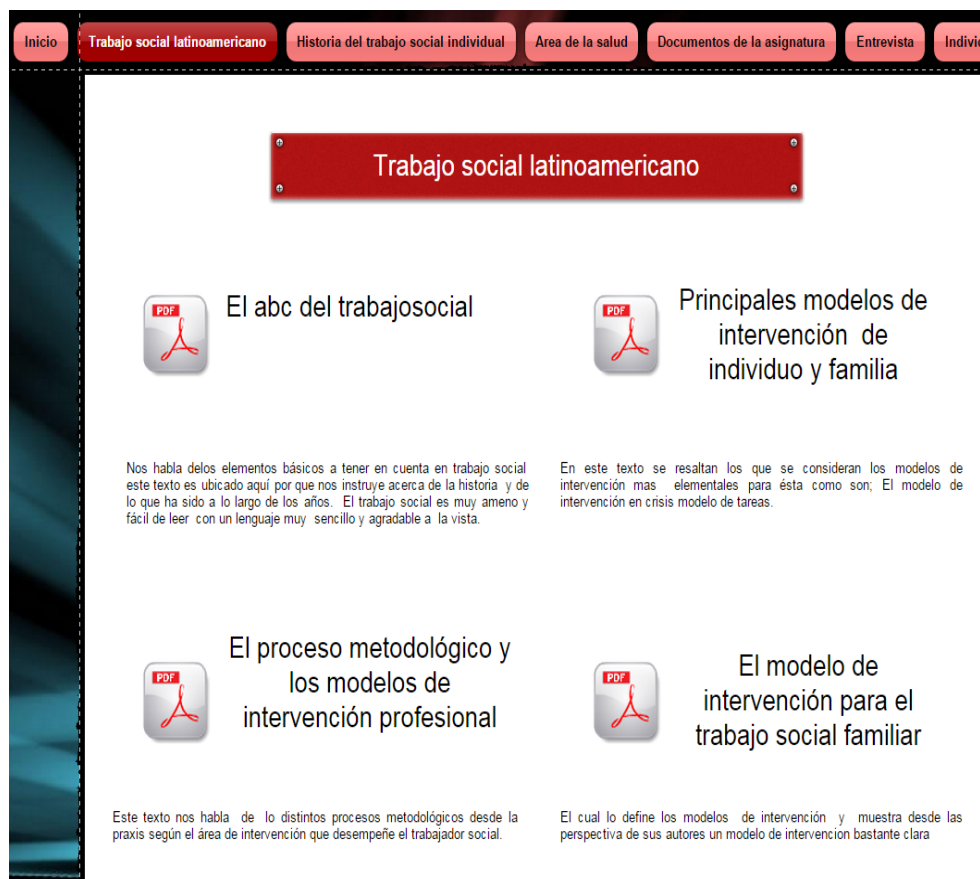 Inicio
Trabajo social latinoamericano
Historia del trabajo social individual
Area de la salud
Documentos de la asignatura
Entrevista
Trabajo social latinoamericano
PDF
El abc del trabajosocial
Nos habla delos elementos básicos a tener en cuenta en trabajo social
este texto es ubicado aquí por que nos instruye acerca de la historia y de
lo que ha sido a lo largo de los años. El trabajo social es muy ameno y
fácil de leer con un lenguaje muy sencillo y agradable a la vista.
PDF
Principales modelos de
intervención de
individuo y familia
En este texto se resaltan los que se consideran los modelos de
intervención mas elementales para ésta como son; El modelo de
intervención en crisis modelo de tareas.
PDF
El proceso metodológico y
los modelos de
intervención profesional
Este texto nos habla de lo distintos procesos metodológicos desde la
praxis según el área de intervención que desempeñe el trabajador social.
PDF
El modelo de
intervención para el
trabajo social familiar
El cual lo define los modelos de intervención y muestra desde las
perspectiva de sus autores un modelo de intervencion bastante clara